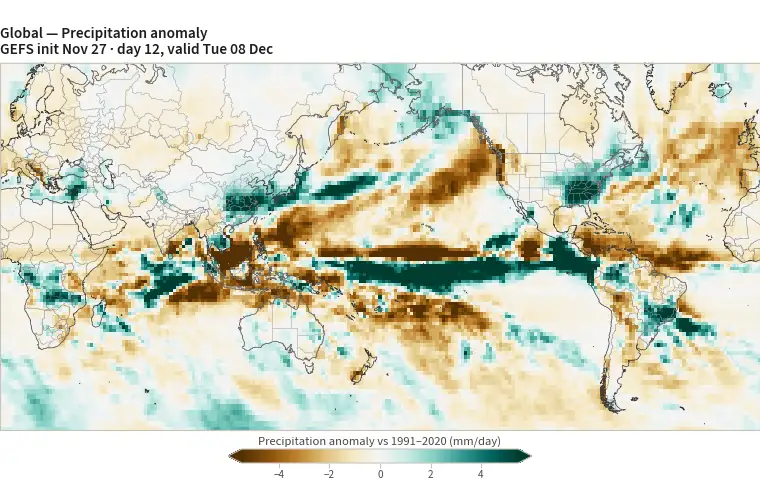 Global — Precipitation anomaly
GEFS init Nov 27 · day 12, valid Tue 08 Dec
Precipitation anomaly vs 1991–2020 (mm/day)
−4 −2 0 2 4